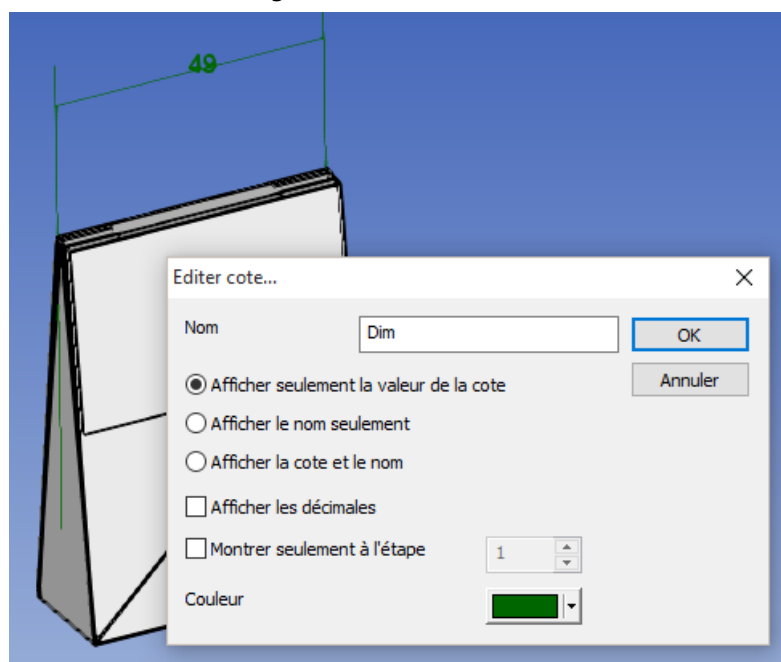 49
Editer cote...
Nom
Dim
OK
Afficher seulement la valeur de la cote
Annuler
Afficher le nom seulement
Afficher la cote et le nom
Afficher les décimales
Montrer seulement à l'étape
1
Couleur